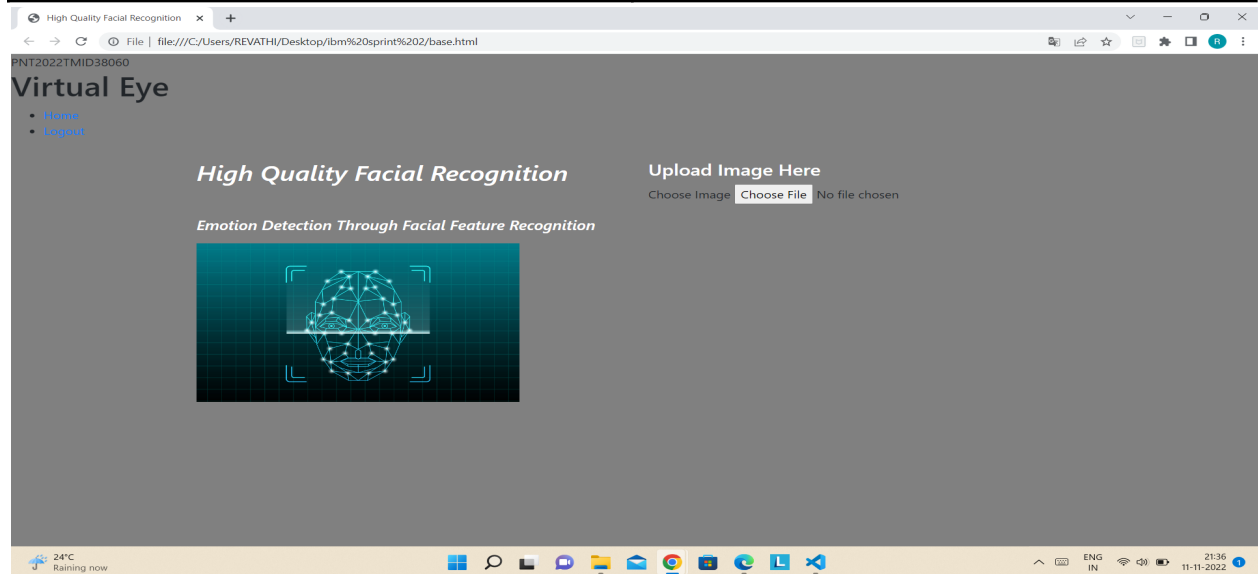 High Quality Facial Recognition
File | file:///C:/Users/REVATHI/Desktop/ibm%20sprint%202/base.html
R
PNT2022TMID38060
Virtual Eye
• Home
• Logout
High Quality Facial Recognition
Upload Image Here
Choose Image Choose File No file chosen
Emotion Detection Through Facial Feature Recognition
24°C
Raining now
L
ENG
IN
21:36
11-11-2022
1